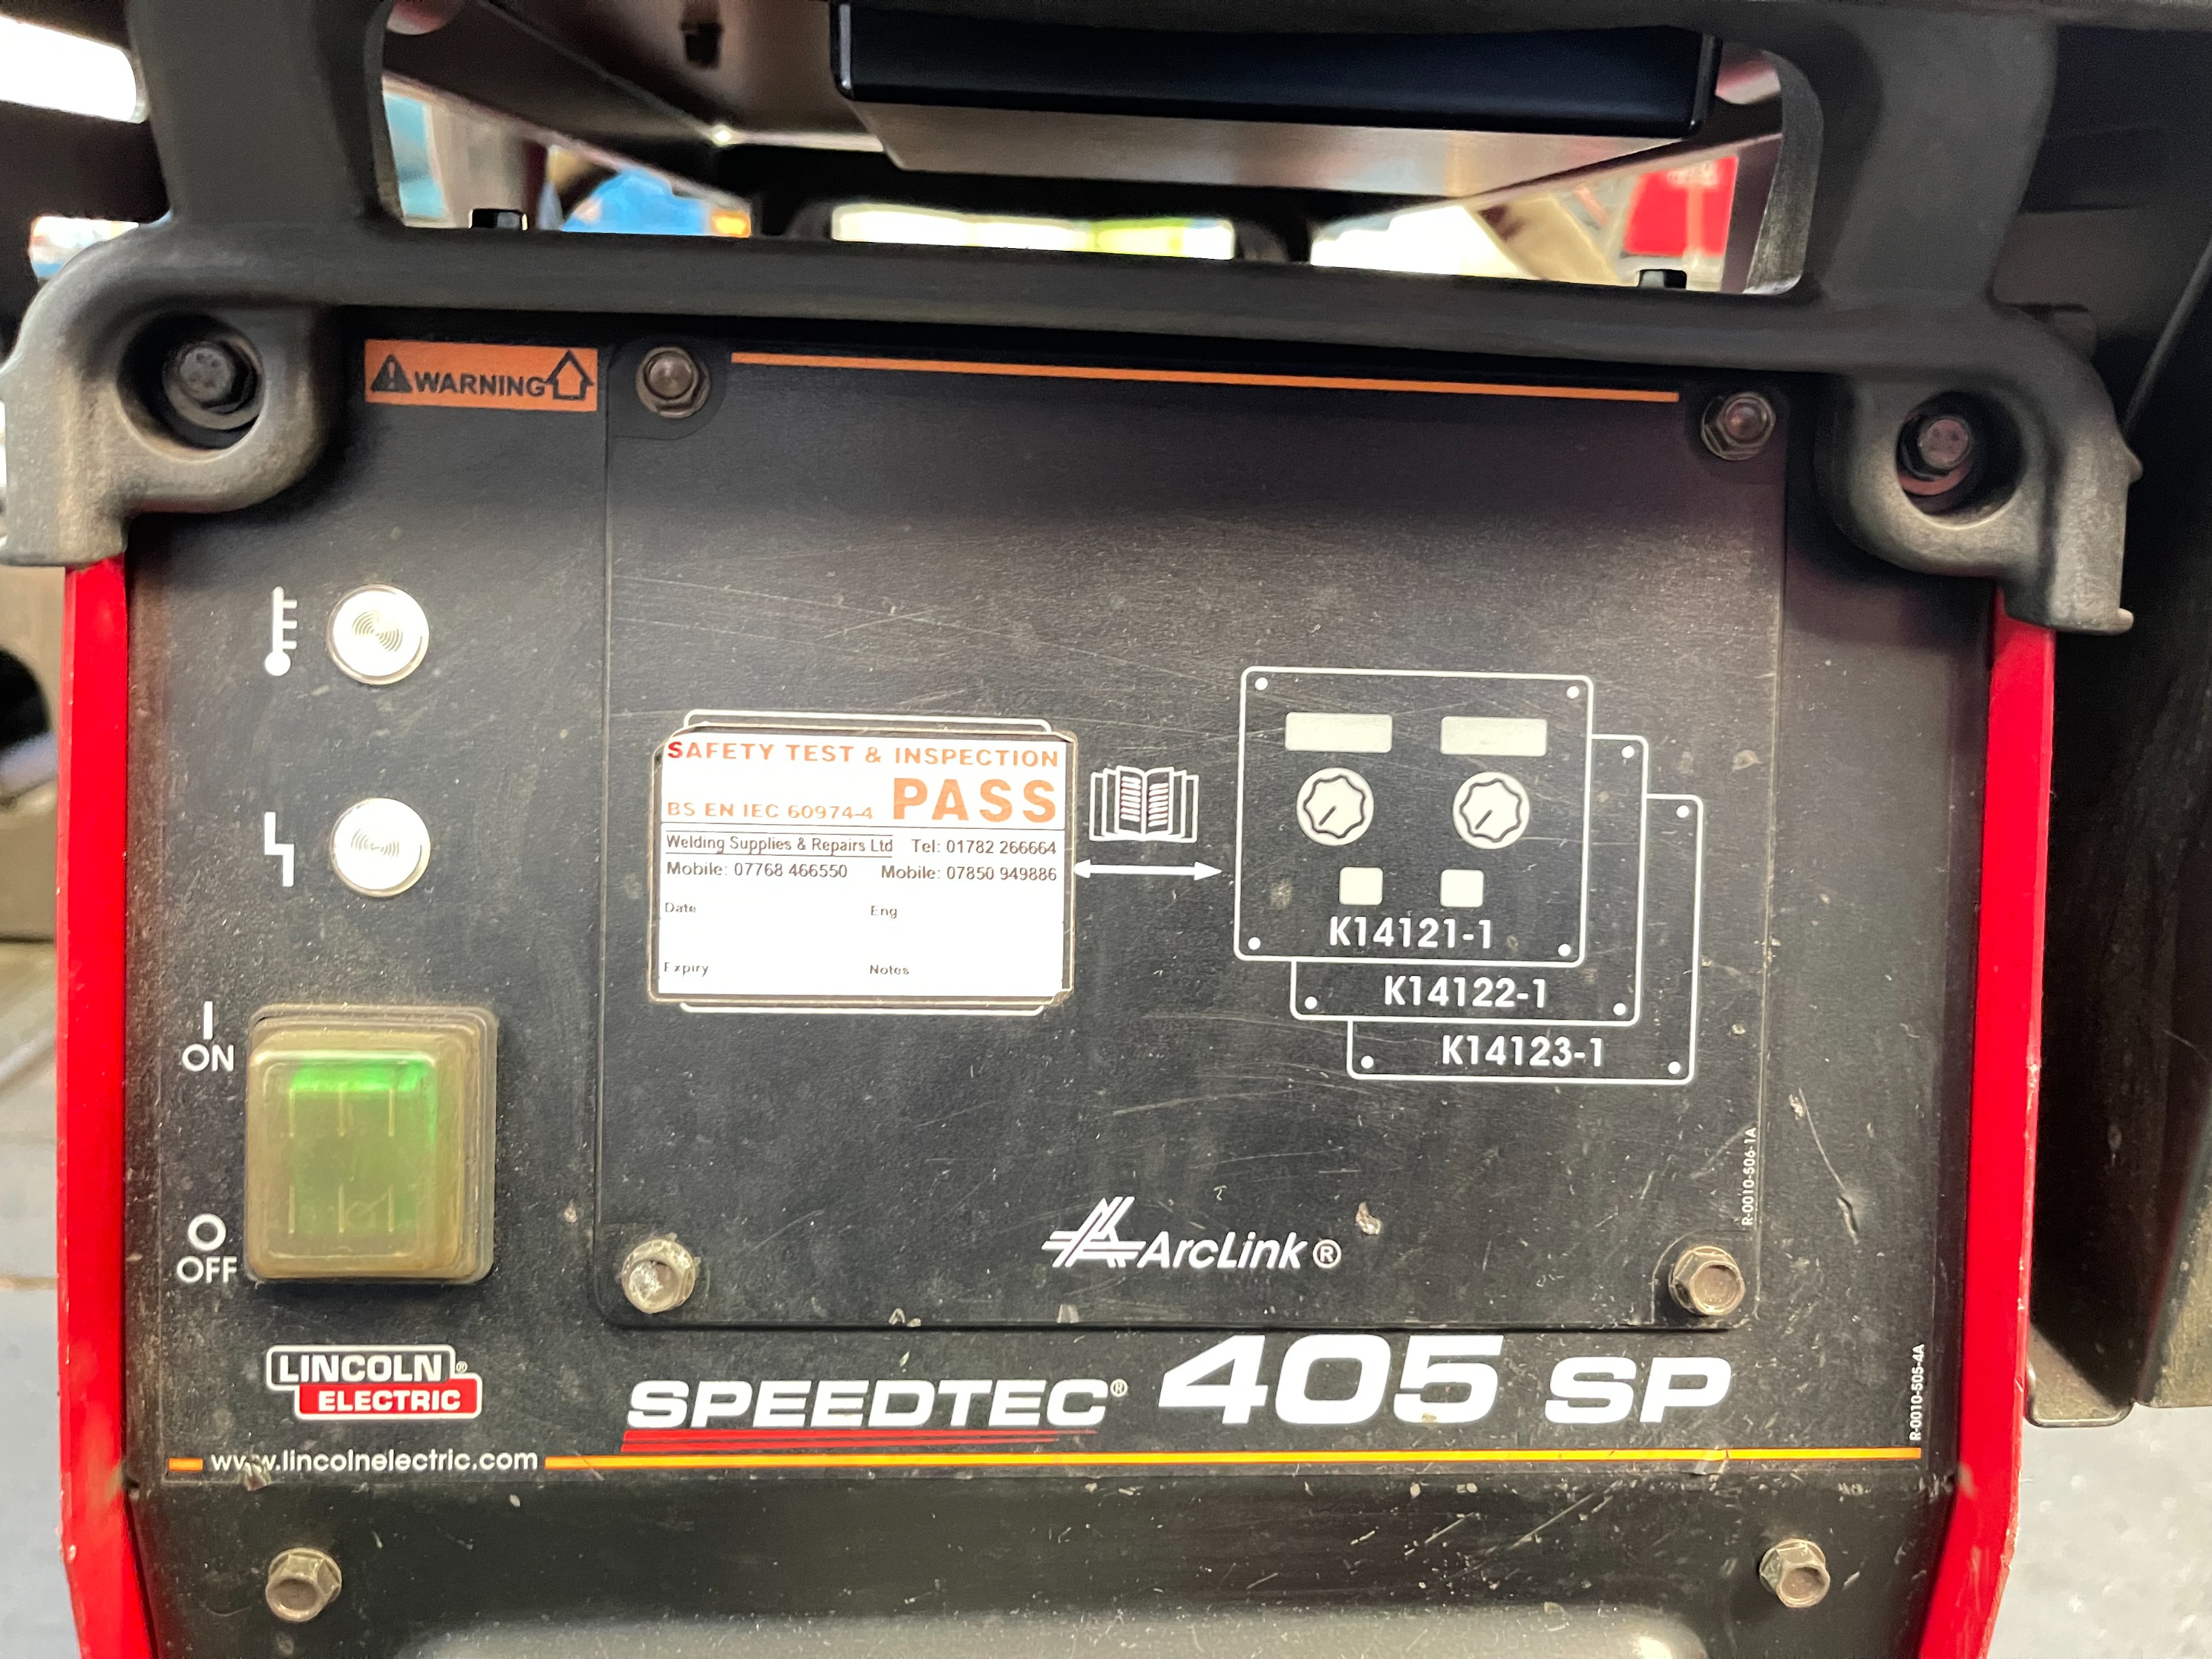 WARNING
SAFETY TEST & INSPECTION
BS EN IEC 60974-4 PASS
Welding Supplies & Repairs Ltd Tel: 01782 266664
Mobile: 07768 466550 Mobile: 07850 949886
Date Eng
Expiry Notes
K14121-1
K14122-1
K14123-1
I
ON
O
OFF
R-0010-506-1A
ArcLink®
LINCOLN®
ELECTRIC
SPEEDTEC® 405 SP
R-0010-505-4A
www.lincolnelectric.com